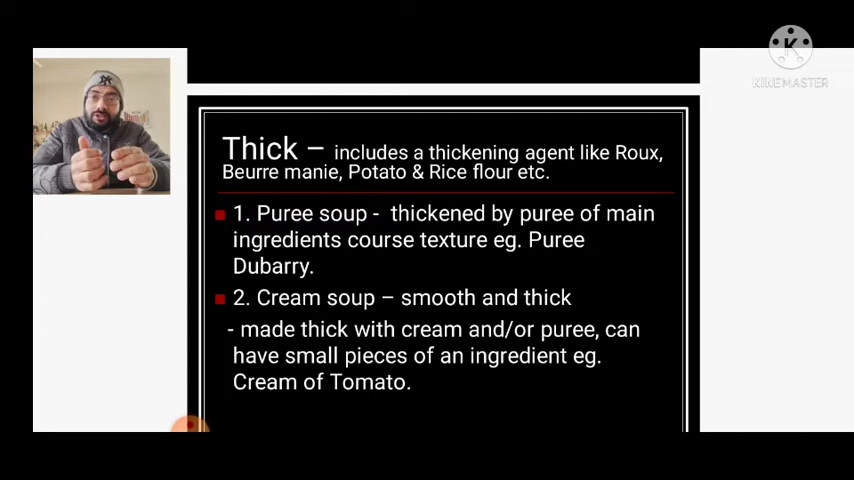 KINEMASTER
Thick – includes a thickening agent like Roux,
Beurre manie, Potato & Rice flour etc.
1. Puree soup - thickened by puree of main
ingredients course texture eg. Puree
Dubarry.
2. Cream soup – smooth and thick
- made thick with cream and/or puree, can
have small pieces of an ingredient eg.
Cream of Tomato.